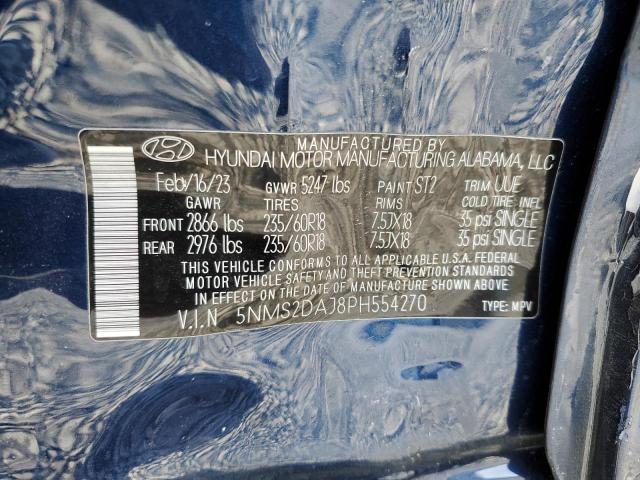 MANUFACTURED BY
HYUNDAI MOTOR MANUFACTURING ALABAMA, LLC
Feb/16/23 GVWR 5247 lbs PAINT ST2 TRIM UUE
GAWR TIRES RIMS COLD TIRE INFL
FRONT 2866 lbs 235/60R18 7.5JX18 35 psi SINGLE
REAR 2976 lbs 235/60R18 7.5JX18 35 psi SINGLE
THIS VEHICLE CONFORMS TO ALL APPLICABLE U.S.A. FEDERAL
MOTOR VEHICLE SAFETY, BUMPER, AND THEFT PREVENTION
STANDARDS IN EFFECT ON THE DATE OF MANUFACTURE SHOWN ABOVE.
V.I.N 5NMS2DAJ8PH554270 TYPE: MPV